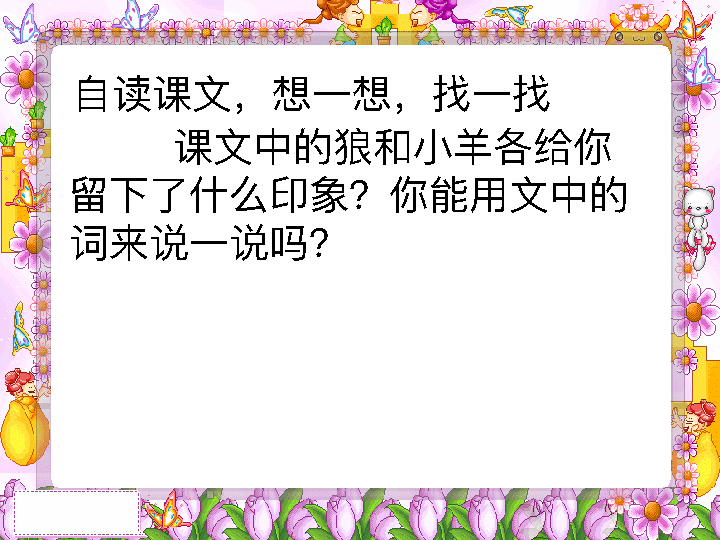 自读课文，想一想，找一找
课文中的狼和小羊各给你
留下了什么印象？你能用文中的
词来说一说吗？